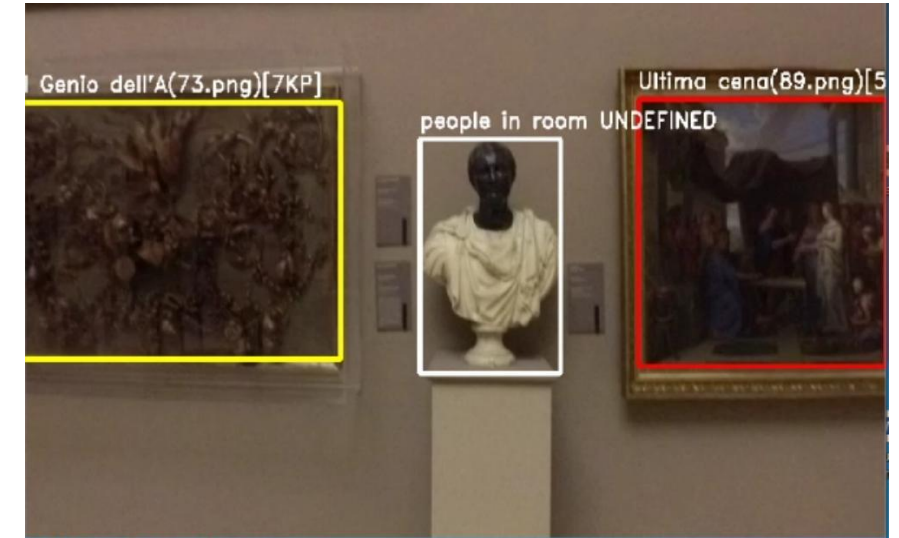 l Genio dell'A(73.png)[7KP]
Ultima cena(89.png)[5
people in room UNDEFINED